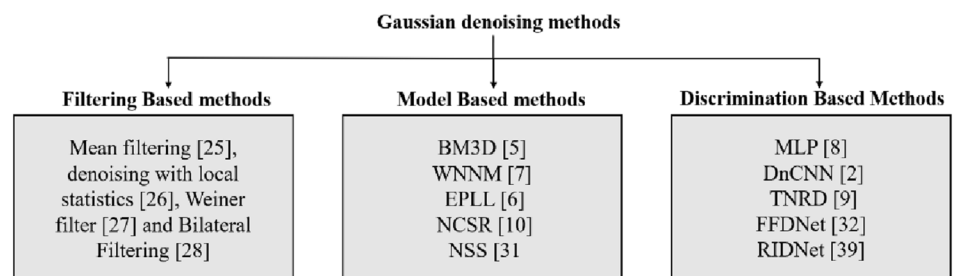 Gaussian denoising methods
Filtering Based methods
Mean filtering [25],
denoising with local
statistics [26], Weiner
filter [27] and Bilateral
Filtering [28]
Model Based methods
BM3D [5]
WNNM [7]
EPLL [6]
NCSR [10]
NSS [31
Discrimination Based Methods
MLP [8]
DnCNN [2]
TNRD [9]
FFDNet [32]
RIDNet [39]